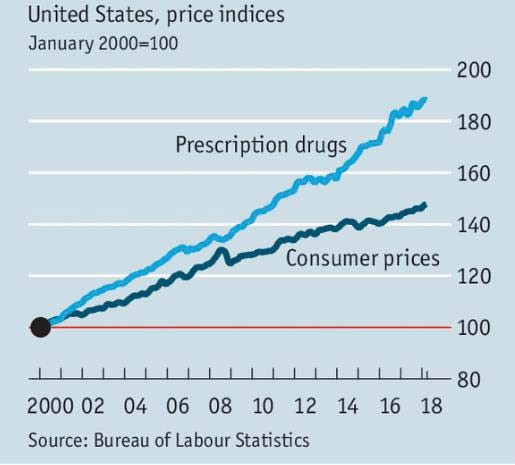 United States, price indices
January 2000=100
200
180
Prescription drugs
160
140
Consumer prices
120
100
80
2000 02 04 06 08 10 12 14 16 18
Source: Bureau of Labour Statistics